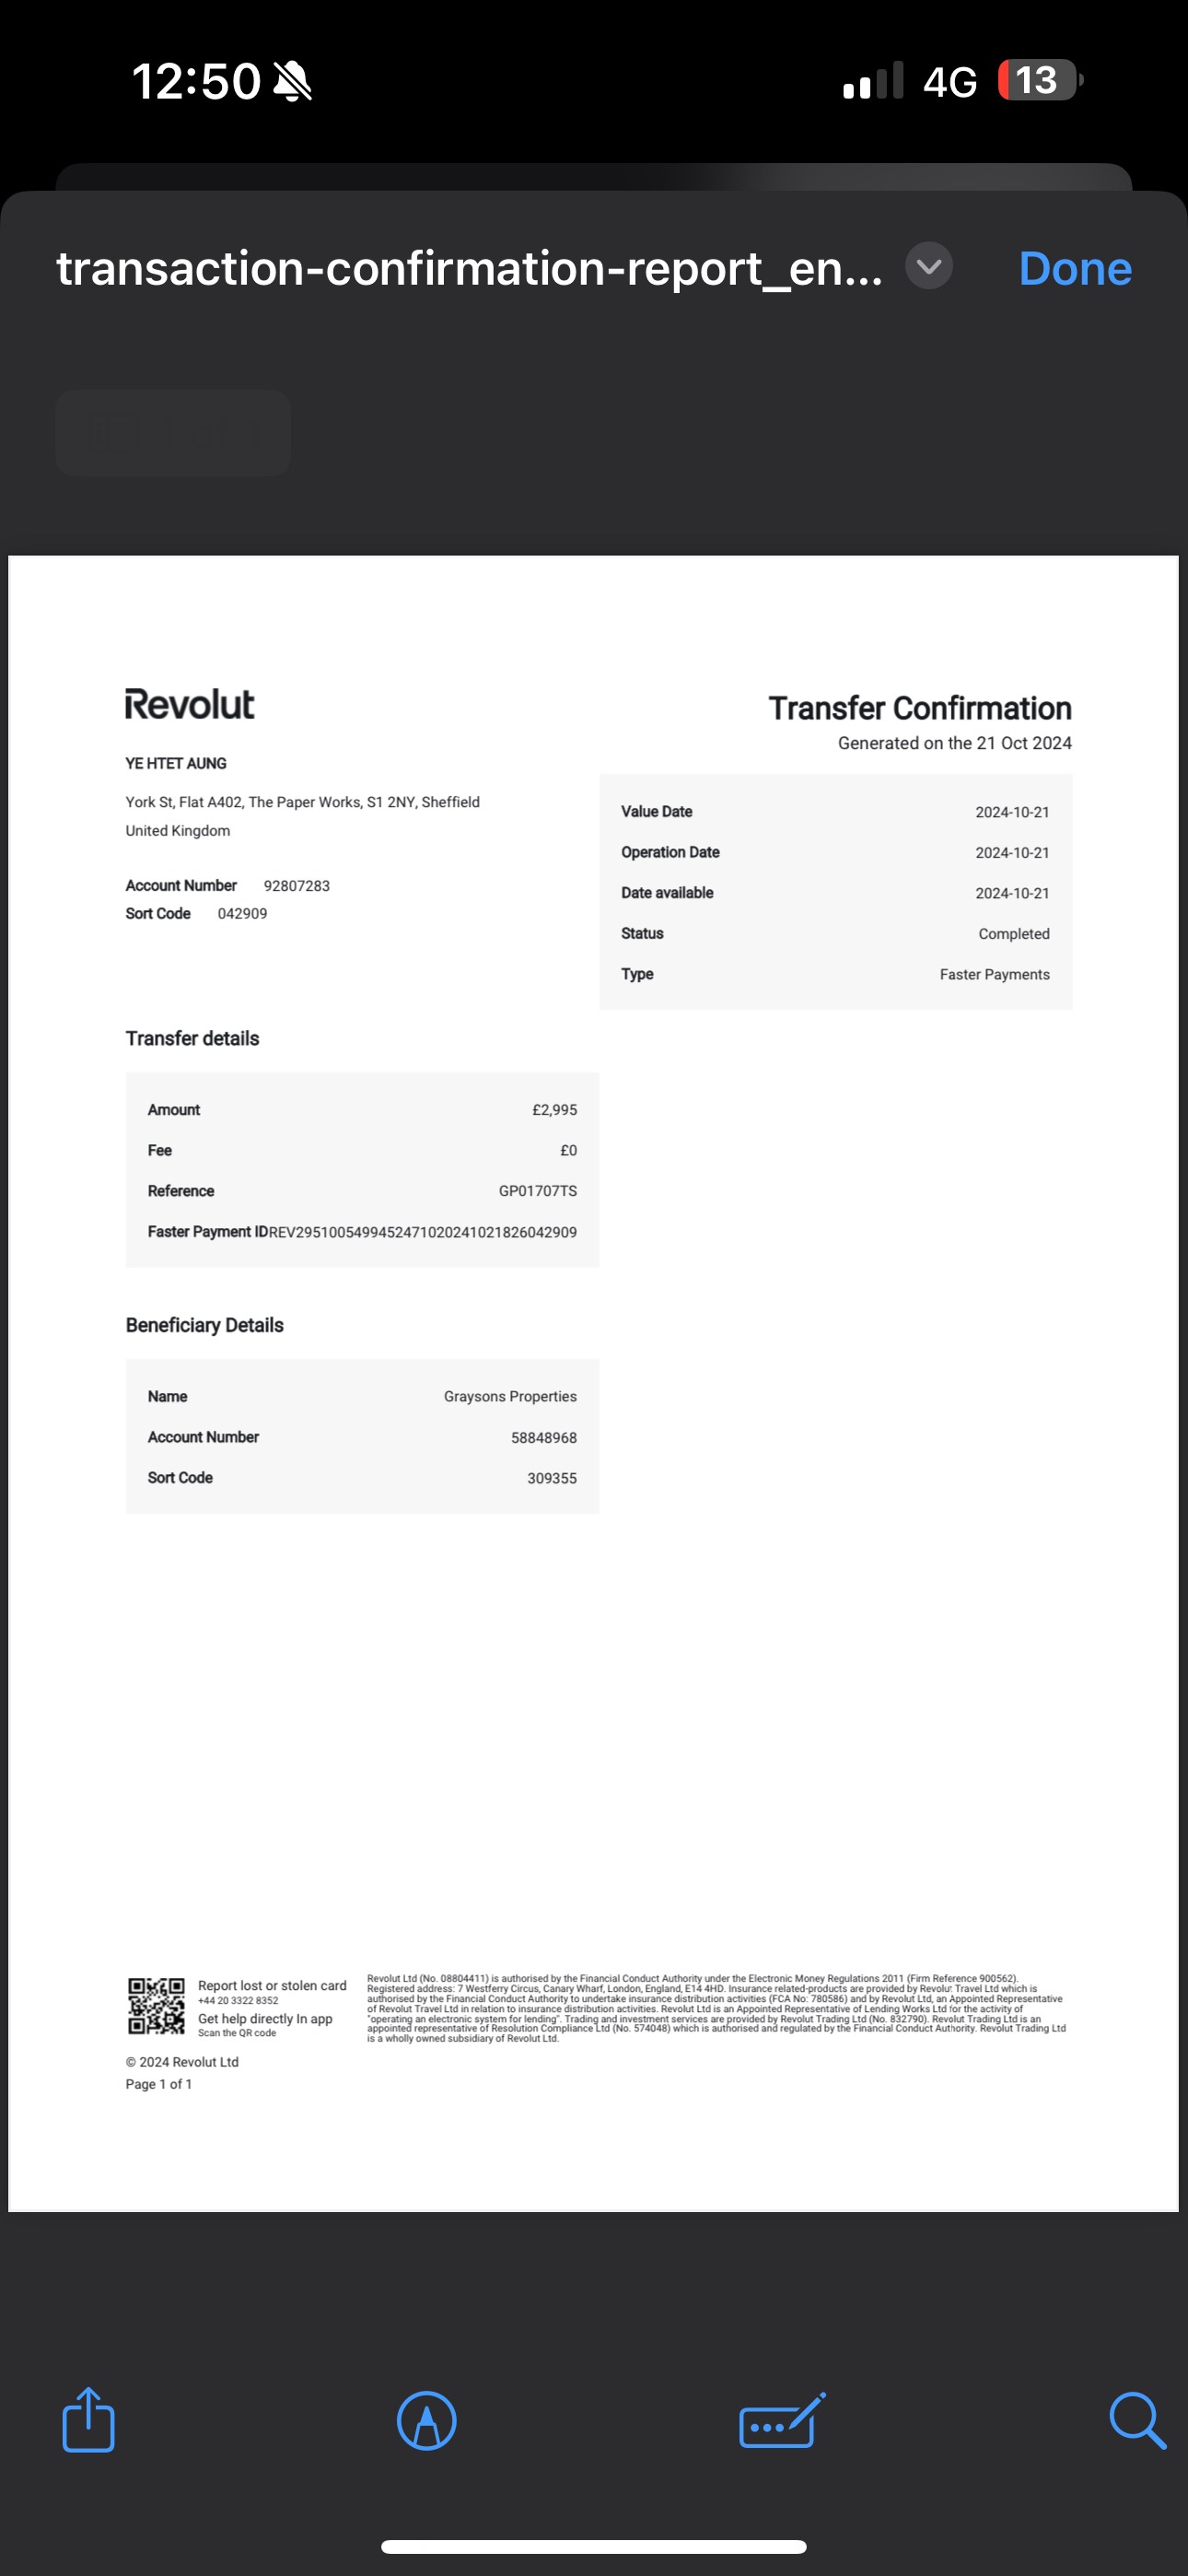 12:50
4G
13
transaction-confirmation-report_en...
Done
Revolut
Transfer Confirmation
Generated on the 21 Oct 2024
YE HTET AUNG
York St, Flat A402, The Paper Works, S1 2NY, Sheffield
United Kingdom
Account Number 92807283
Sort Code 042909
Value Date 2024-10-21
Operation Date 2024-10-21
Date available 2024-10-21
Status Completed
Type Faster Payments
Transfer details
Amount £2,995
Fee £0
Reference GP01707TS
Faster Payment ID REV2951005499452471020241021826042909
Beneficiary Details
Name Graysons Properties
Account Number 58848968
Sort Code 309355
Report lost or stolen card
+44 20 3322 8352
Get help directly In app
Scan the QR code
Revolut Ltd (No. 08804411) is authorised by the Financial Conduct Authority under the Electronic Money Regulations 2011 (Firm Reference 900562).
Registered address: 7 Westferry Circus, Canary Wharf, London, England, E14 4HD. Insurance related-products are provided by Revolut Travel Ltd which is
authorised by the Financial Conduct Authority to undertake insurance distribution activities (FCA No: 780586) and by Revolut Ltd, an Appointed Representative
of Revolut Travel Ltd in relation to insurance distribution activities. Revolut Ltd is an Appointed Representative of Lending Works Ltd for the activity of
"operating an electronic system for lending". Trading and investment services are provided by Revolut Trading Ltd (No. 832790). Revolut Trading Ltd is an
appointed representative of Resolution Compliance Ltd (No. 574048) which is authorised and regulated by the Financial Conduct Authority. Revolut Trading Ltd
is a wholly owned subsidiary of Revolut Ltd.
© 2024 Revolut Ltd
Page 1 of 1